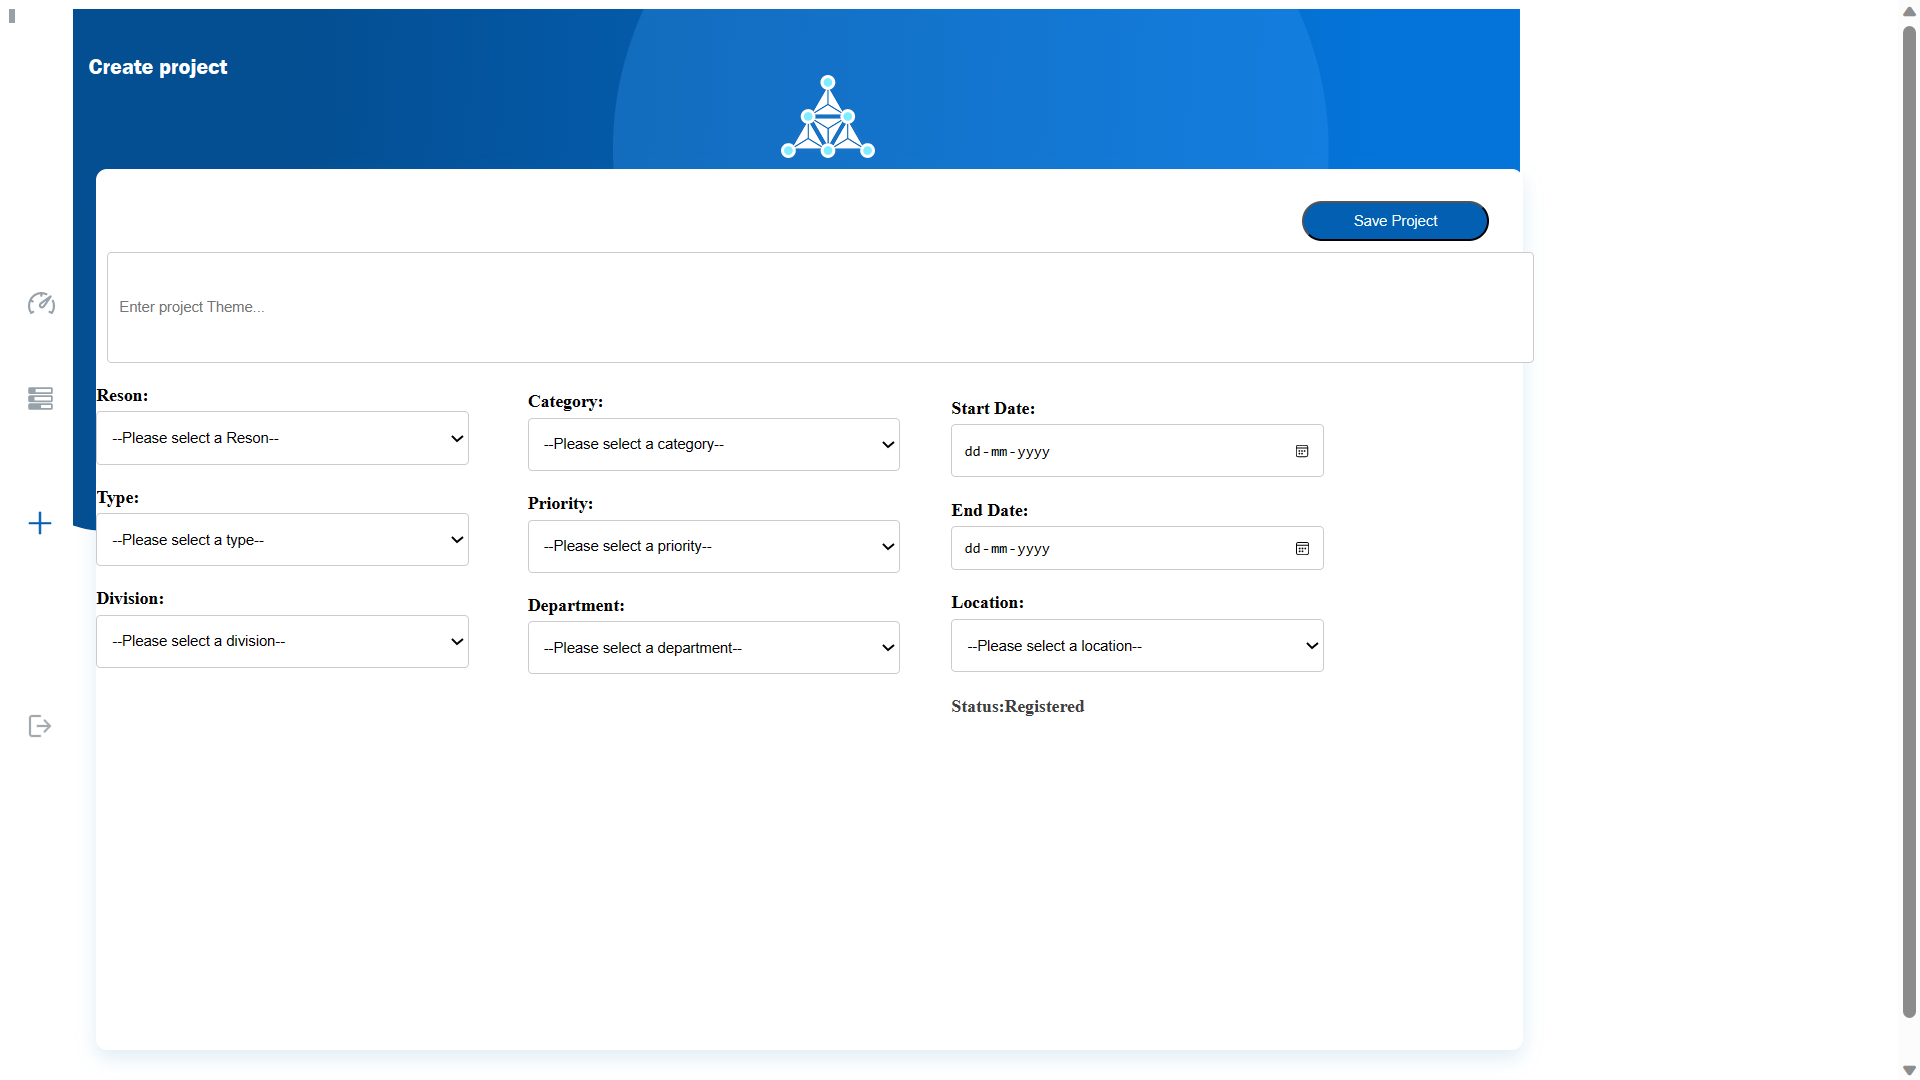 Create project
Save Project
Enter project Theme...
Reson:
--Please select a Reson--
Category:
--Please select a category--
Start Date:
dd-mm-yyyy
Type:
--Please select a type--
Priority:
--Please select a priority--
End Date:
dd-mm-yyyy
Division:
--Please select a division--
Department:
--Please select a department--
Location:
--Please select a location--
Status:Registered